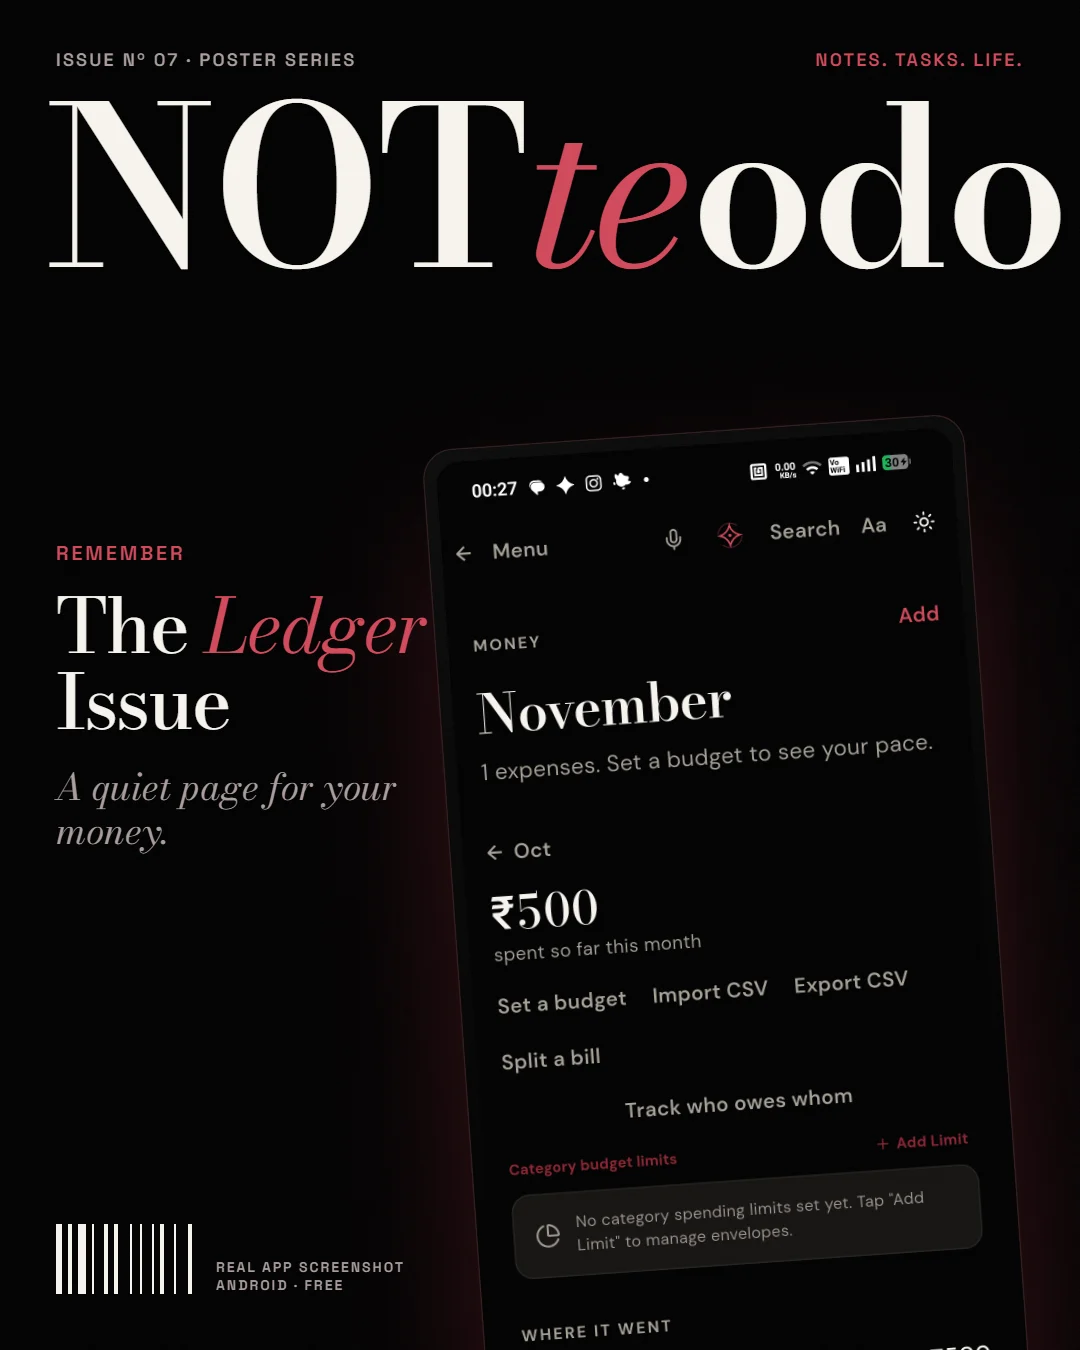 ISSUE Nº 07 · POSTER SERIES
NOTES. TASKS. LIFE.
NOTteodo
REMEMBER
The Ledger
Issue
A quiet page for your
money.
00:27
0.00
KB/s
Vo
WiFi
30
← Menu
Search Aa
Add
MONEY
November
1 expenses. Set a budget to see your pace.
← Oct
₹500
spent so far this month
Set a budget Import CSV Export CSV
Split a bill
Track who owes whom
Category budget limits
+ Add Limit
No category spending limits set yet. Tap "Add
Limit" to manage envelopes.
WHERE IT WENT
REAL APP SCREENSHOT
ANDROID · FREE